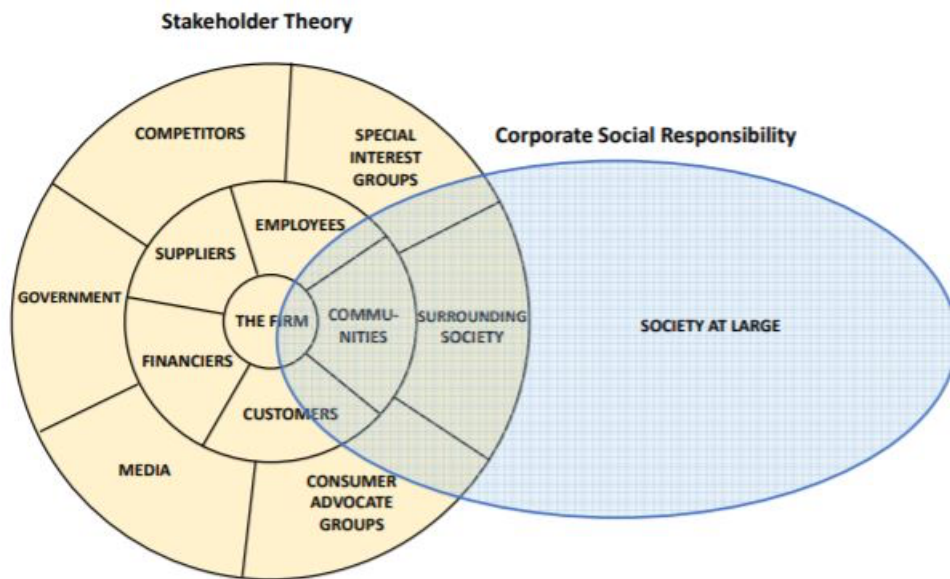 Stakeholder Theory
COMPETITORS
SPECIAL
INTEREST
GROUPS
Corporate Social Responsibility
EMPLOYEES
SUPPLIERS
GOVERNMENT
THE FIRM
COMMU-
NITIES
SURROUNDING
SOCIETY
SOCIETY AT LARGE
FINANCIERS
CUSTOMERS
MEDIA
CONSUMER
ADVOCATE
GROUPS